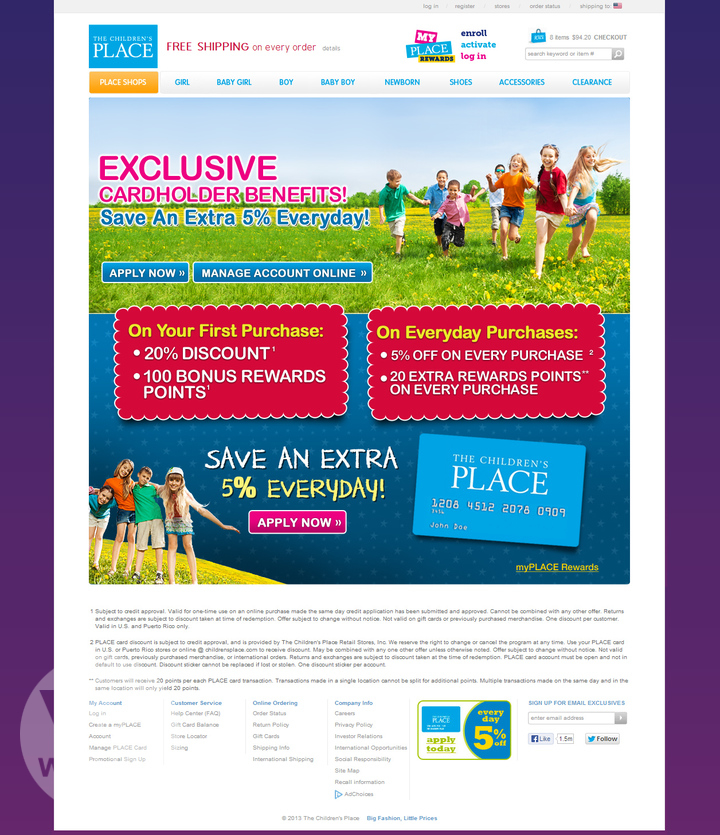 log in register stores order status shipping to
THE CHILDREN'S
PLACE
FREE SHIPPING on every order details
MY
PLACE
REWARDS
enroll
activate
log in
8 items $94.20 CHECKOUT
search keyword or item #
PLACE SHOPS GIRL BABY GIRL BOY BABY BOY NEWBORN SHOES ACCESSORIES CLEARANCE
EXCLUSIVE
CARDHOLDER BENEFITS!
Save An Extra 5% Everyday!
APPLY NOW »
MANAGE ACCOUNT ONLINE »
On Your First Purchase:
• 20% DISCOUNT¹
• 100 BONUS REWARDS
POINTS¹
On Everyday Purchases:
• 5% OFF ON EVERY PURCHASE ²
• 20 EXTRA REWARDS POINTS**
ON EVERY PURCHASE
SAVE AN EXTRA
5% EVERYDAY!
APPLY NOW »
THE CHILDREN'S
PLACE
1208 4512 2078 0909
John Doe
myPLACE Rewards
1 Subject to credit approval. Valid for one-time use on an online purchase made the same day credit application has been submitted and approved. Cannot be combined with any other offer. Returns
and exchanges are subject to discount taken at time of redemption. Offer subject to change without notice. Not valid on gift cards or previously purchased merchandise. One discount per customer.
Valid in U.S. and Puerto Rico only.
2 PLACE card discount is subject to credit approval, and is provided by The Children's Place Retail Stores, Inc. We reserve the right to change or cancel the program at any time. Use your PLACE card
in U.S. or Puerto Rico stores or online @ childrensplace.com to receive discount. May be combined with any other offer unless otherwise noted. Offer subject to change without notice. Not valid
on gift cards, previously purchased merchandise, or international orders. Returns and exchanges are subject to discount taken at time of redemption. PLACE card account must be open and not in
default to use discount. Discount sticker cannot be replaced if lost or stolen. One discount sticker per account.
** Customers will receive 20 points per each PLACE card transaction. Transactions made in a single location cannot be split for additional points. Multiple transactions made on the same day and in the
same location will only yield 20 points.
My Account
Log in
Create a myPLACE
Account
Manage PLACE Card
Promotional Sign Up
Customer Service
Help Center (FAQ)
Gift Card Balance
Store Locator
Sizing
Online Ordering
Order Status
Return Policy
Gift Cards
Shipping Info
International Shipping
Company Info
Careers
Privacy Policy
Investor Relations
International Opportunities
Social Responsibility
Site Map
Recall Information
AdChoices
PLACE
apply
today
every
day
5%
off
SIGN UP FOR EMAIL EXCLUSIVES
enter email address
Like 1.5m
Follow
© 2013 The Children's Place Big Fashion, Little Prices